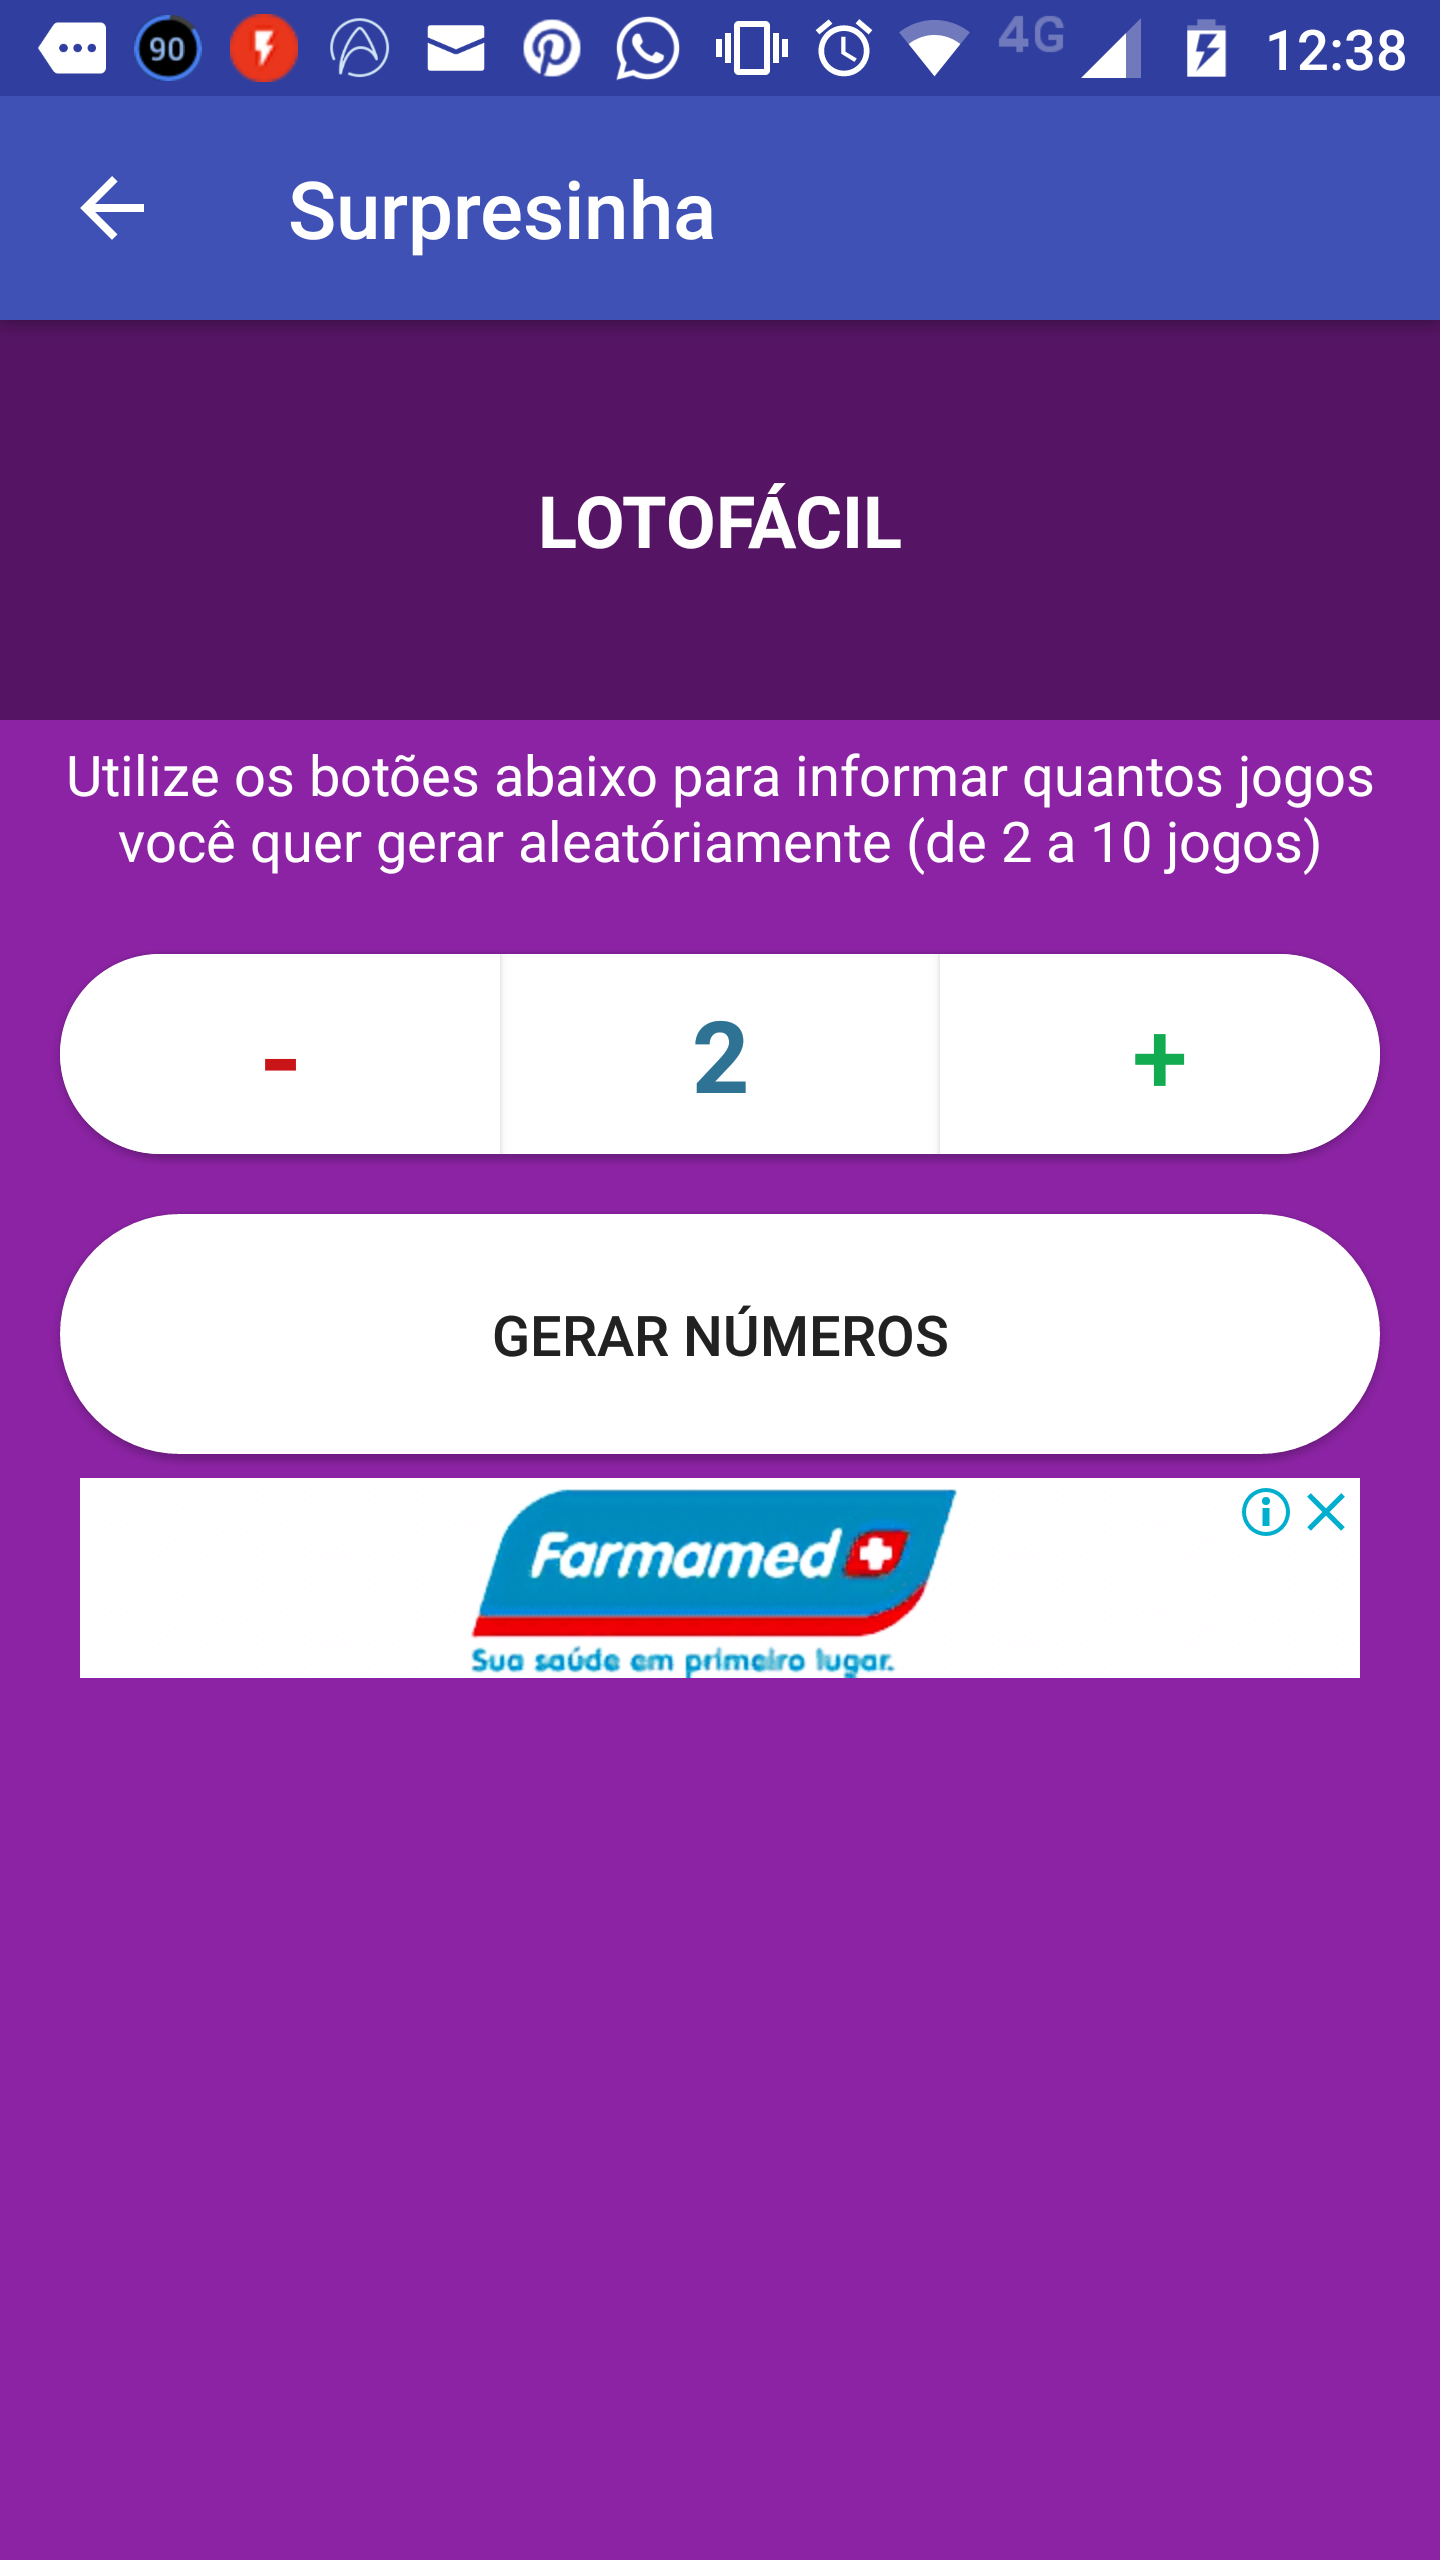 90
4G
12:38
Surpresinha
LOTOFÁCIL
Utilize os botões abaixo para informar quantos jogos
você quer gerar aleatóriamente (de 2 a 10 jogos)
- 2 +
GERAR NÚMEROS
Farmamed
Sua saúde em primeiro lugar.